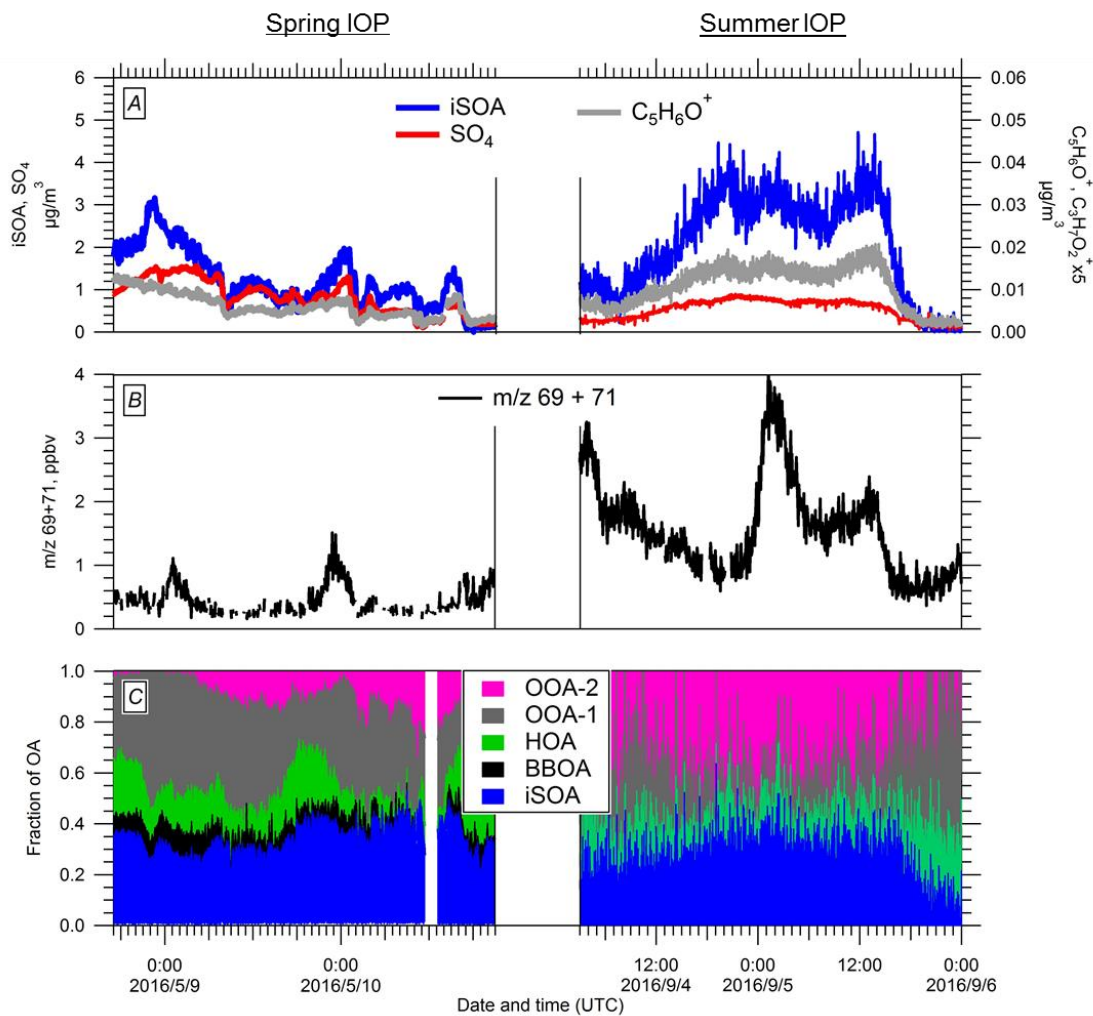 Spring IOP
Summer IOP
6
5
4
3
2
1
0
iSOA, SO₄
µg/m³
A
iSOA
SO₄
C₅H₆O⁺
0.06
0.05
0.04
0.03
0.02
0.01
0.00
C₅H₆O⁺, C₃H₇O₂⁺x5
µg/m³
4
3
2
1
0
m/z 69+71, ppbv
B
m/z 69 + 71
1.0
0.8
0.6
0.4
0.2
0.0
Fraction of OA
C
OOA-2
OOA-1
HOA
BBOA
iSOA
0:00
2016/5/9
0:00
2016/5/10
12:00
2016/9/4
0:00
2016/9/5
12:00
0:00
2016/9/6
Date and time (UTC)